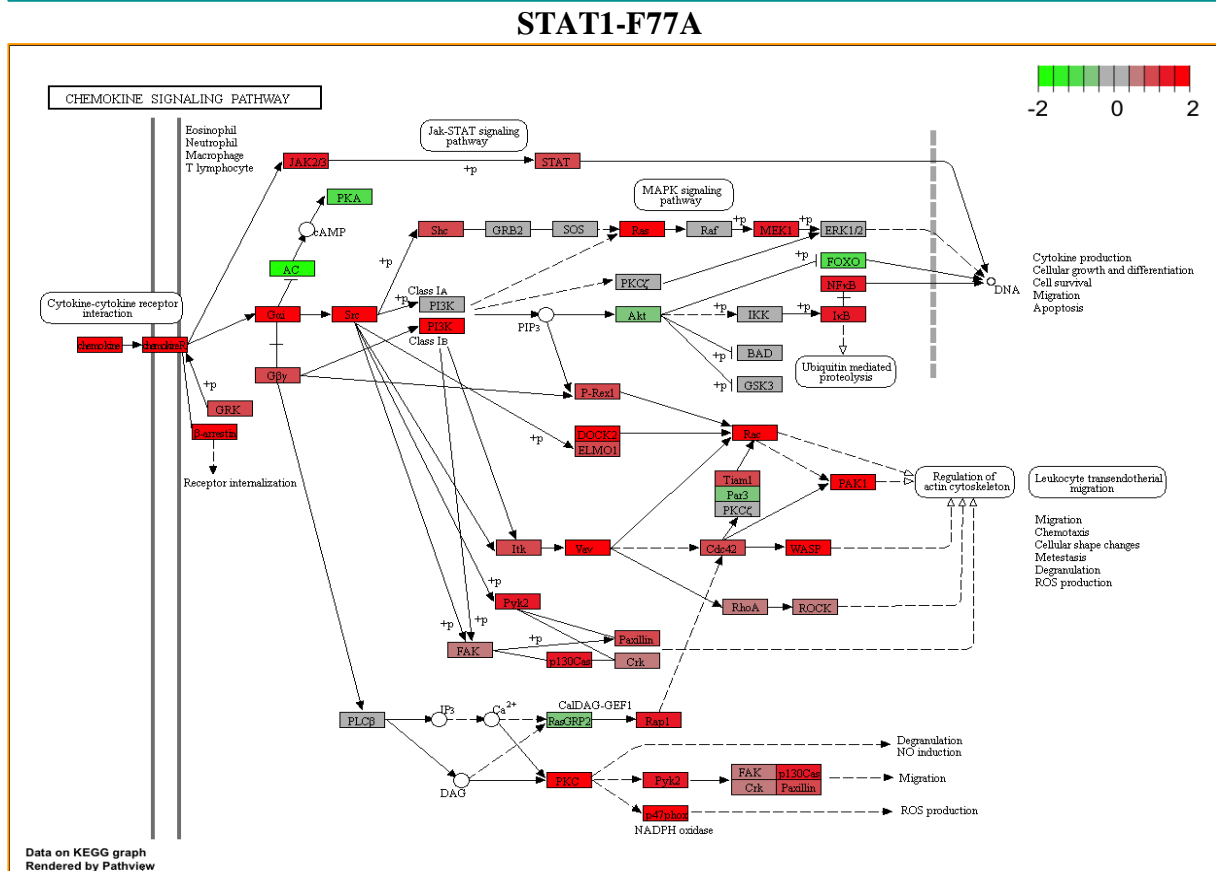 STAT1-F77A
CHEMOKINE SIGNALING PATHWAY
-2 0 2
Eosinophil
Neutrophil
Macrophage
T lymphocyte
Jak-STAT signaling
pathway
JAK2/3
+p
STAT
PKA
cAMP
AC
MAPK signaling
pathway
Shc
GRB2
SOS
Ras
Raf
+p
MEK1
+p
ERK1/2
+p
+p
FOXO
DNA
Cytokine production
Cellular growth and differentiation
Cell survival
Migration
Apoptosis
Cytokine-cytokine receptor
interaction
Class IA
+p
PI3K
PKCζ
NFκB
Gαi
Src
PI3K
Class IB
PIP3
Akt
+p
IKK
+p
IκB
chemokine
chemokineR
+p
BAD
Ubiquitin mediated
proteolysis
Gβγ
+p
GSK3
+p
GRK
P-Rex1
β-arrestin
+p
DOCK2
ELMO1
Rac
Receptor internalization
Tiam1
Par3
PKCζ
PAK1
Regulation of
actin cytoskeleton
Leukocyte transendotherial
migration
Itk
Vav
Cdc42
WASP
Migration
Chemotaxis
Cellular shape changes
Metastasis
Degranulation
ROS production
+p
Pyk2
RhoA
ROCK
+p
+p
FAK
+p
Paxillin
p130Cas
Crk
PLCβ
IP3
Ca2+
CalDAG-GEF1
RasGRP2
Rap1
DAG
PKC
Pyk2
FAK
p130Cas
Crk
Paxillin
Degranulation
NO induction
Migration
p47phox
NADPH oxidase
ROS production
Data on KEGG graph
Rendered by Pathview